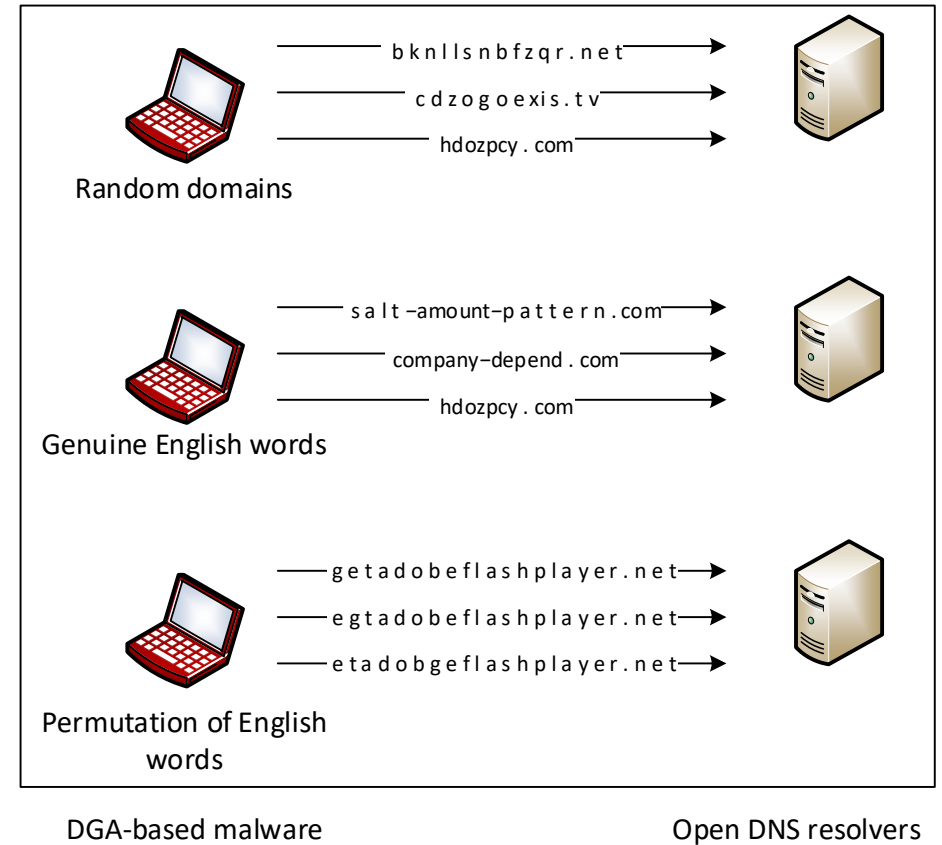 bknllsnbfzqr.net
cdzogoexis.tv
hdozpcy.com
Random domains
salt-amount-pattern.com
company-depend.com
hdozpcy.com
Genuine English words
getadobeflashplayer.net
egtadobeflashplayer.net
etadobgeflashplayer.net
Permutation of English
words
DGA-based malware
Open DNS resolvers